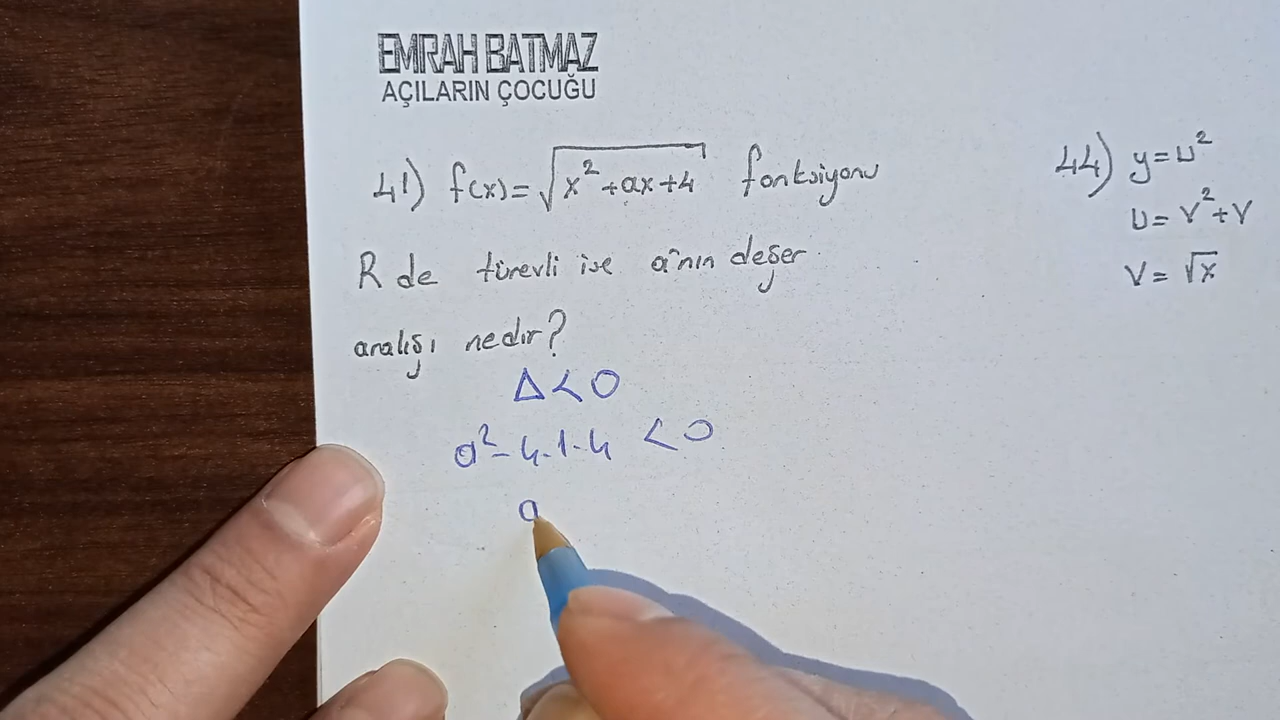 EMRAH BATMAZ
AÇILARIN ÇOCUĞU
41) f(x) = √(x² + ax + 4) fonksiyonu
R de türevli ise a'nın değer
aralığı nedir?
Δ < 0
a² - 4·1·4 < 0
a
44) y = u²
u = v² + v
v = √x